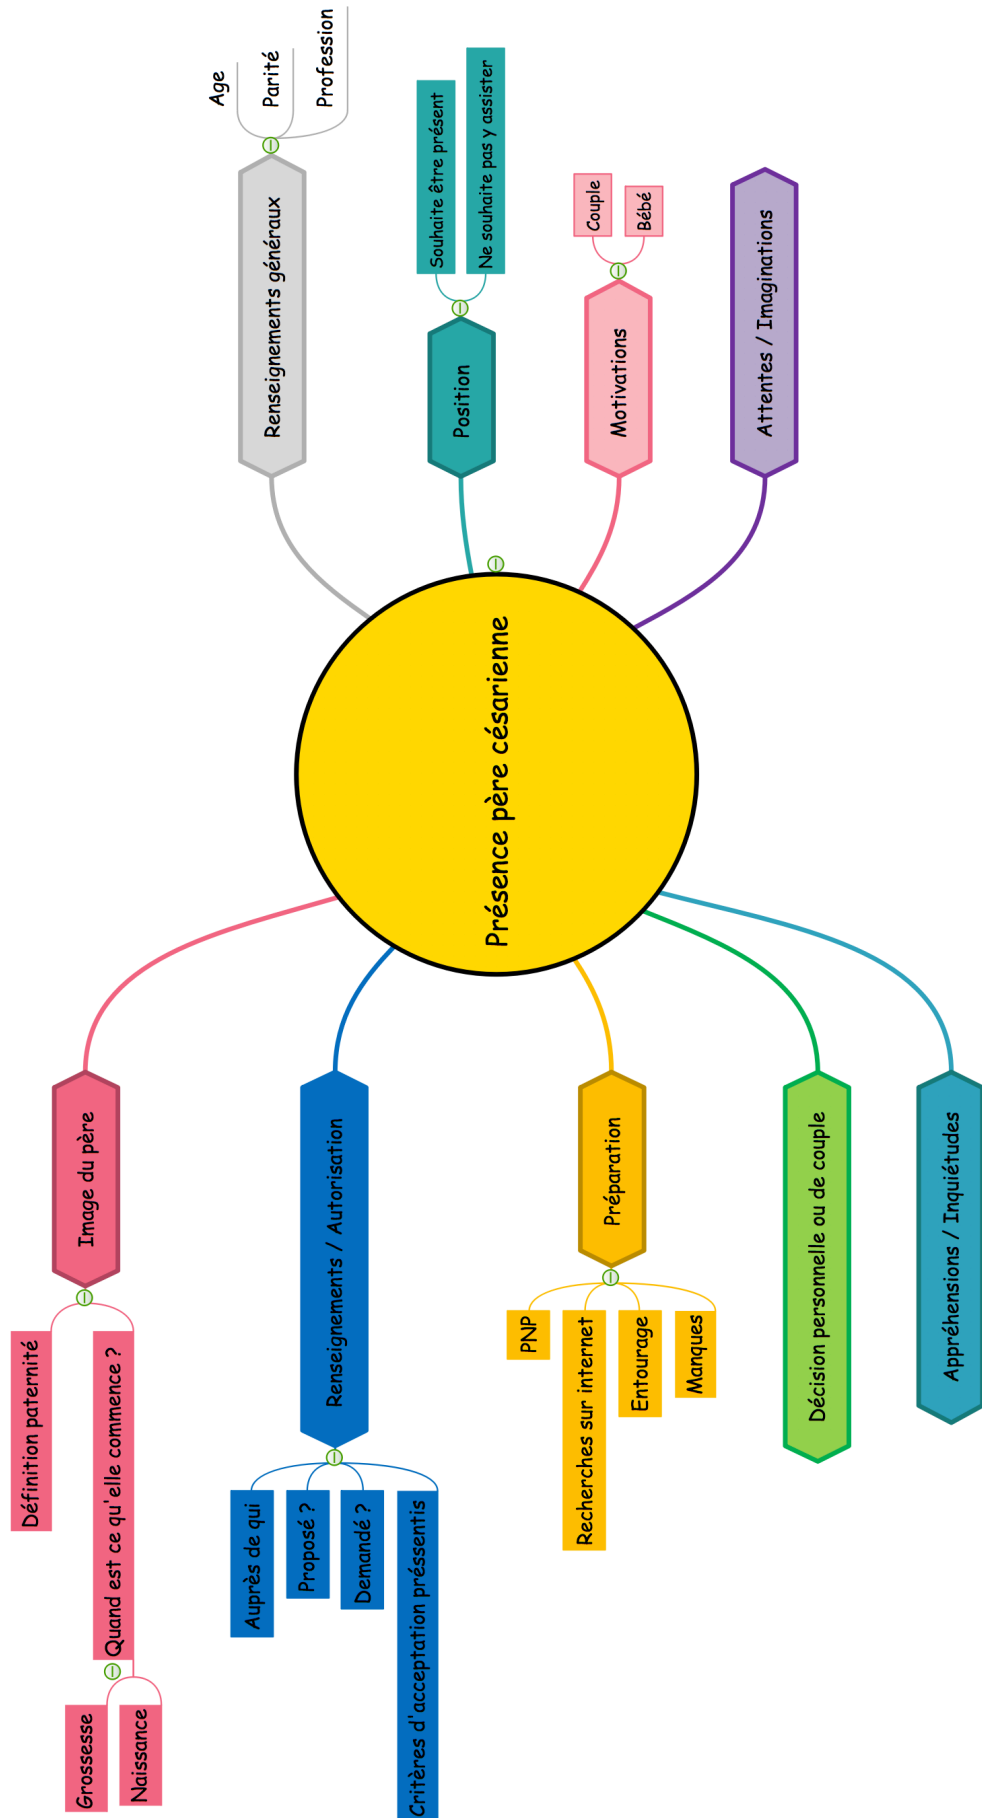 Présence père césarienne
Renseignements généraux
Age
Parité
Profession
Position
Souhaite être présent
Ne souhaite pas y assister
Motivations
Couple
Bébé
Attentes / Imaginations
Image du père
Définition paternité
Quand est ce qu'elle commence ?
Grossesse
Naissance
Renseignements / Autorisation
Auprès de qui
Proposé ?
Demandé ?
Critères d'acceptation préssentis
Préparation
PNP
Recherches sur internet
Entourage
Manques
Décision personnelle ou de couple
Appréhensions / Inquiétudes